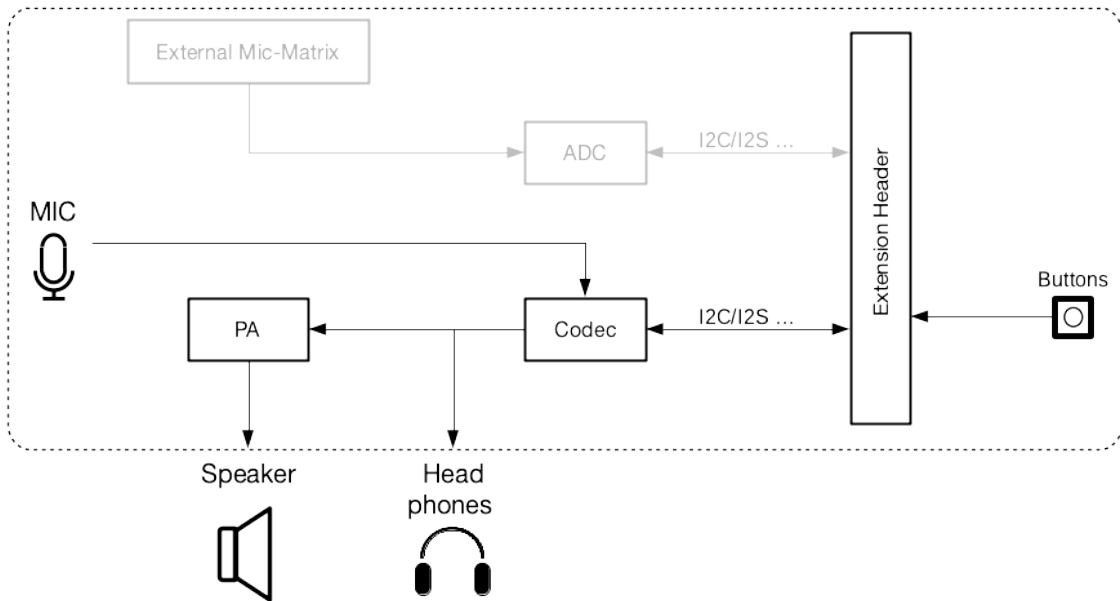 External Mic-Matrix
ADC
I2C/I2S ...
Extension Header
MIC
Buttons
PA
Codec
I2C/I2S ...
Speaker
Head
phones